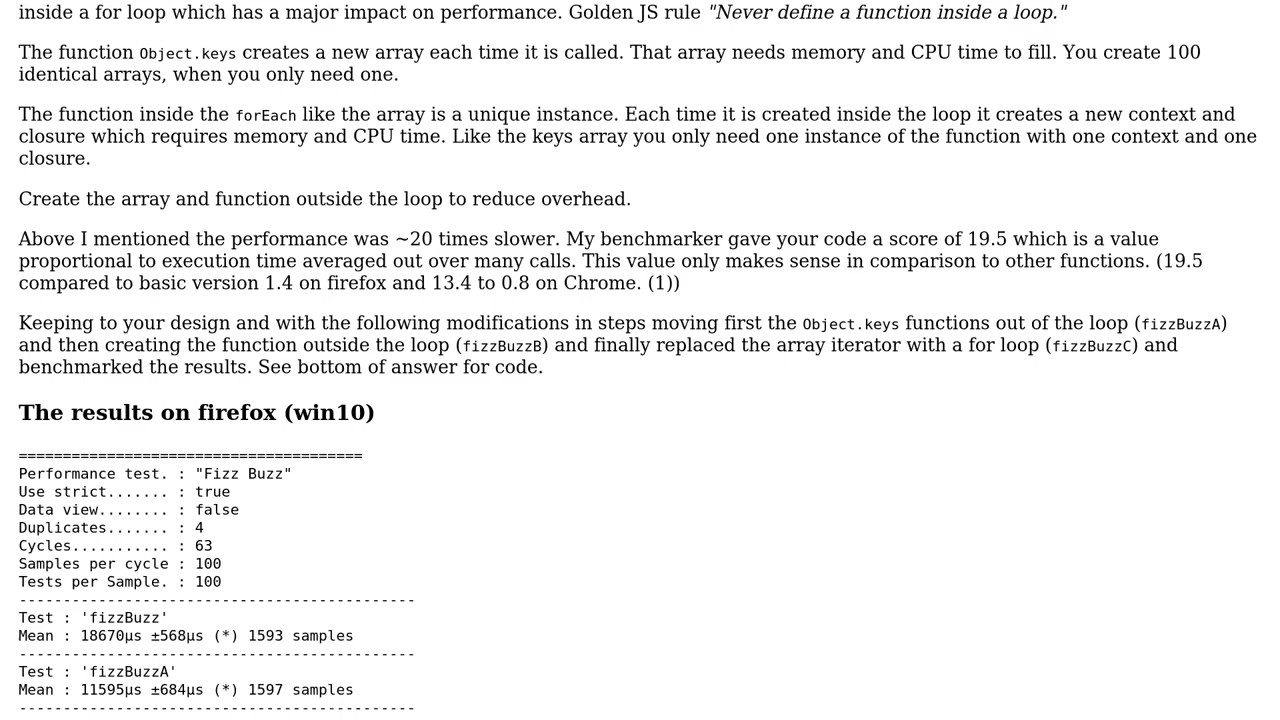 inside a for loop which has a major impact on performance. Golden JS rule "Never define a function inside a loop."
The function Object.keys creates a new array each time it is called. That array needs memory and CPU time to fill. You create 100
identical arrays, when you only need one.
The function inside the forEach like the array is a unique instance. Each time it is created inside the loop it creates a new context and
closure which requires memory and CPU time. Like the keys array you only need one instance of the function with one context and one
closure.
Create the array and function outside the loop to reduce overhead.
Above I mentioned the performance was ~20 times slower. My benchmarker gave your code a score of 19.5 which is a value
proportional to execution time averaged out over many calls. This value only makes sense in comparison to other functions. (19.5
compared to basic version 1.4 on firefox and 13.4 to 0.8 on Chrome. (1))
Keeping to your design and with the following modifications in steps moving first the Object.keys functions out of the loop (fizzBuzzA)
and then creating the function outside the loop (fizzBuzzB) and finally replaced the array iterator with a for loop (fizzBuzzC) and
benchmarked the results. See bottom of answer for code.
The results on firefox (win10)
=======================================
Performance test. : "Fizz Buzz"
Use strict....... : true
Data view........ : false
Duplicates....... : 4
Cycles........... : 63
Samples per cycle : 100
Tests per Sample. : 100
---------------------------------------------
Test : 'fizzBuzz'
Mean : 18670µs ±568µs (*) 1593 samples
---------------------------------------------
Test : 'fizzBuzzA'
Mean : 11595µs ±684µs (*) 1597 samples
---------------------------------------------